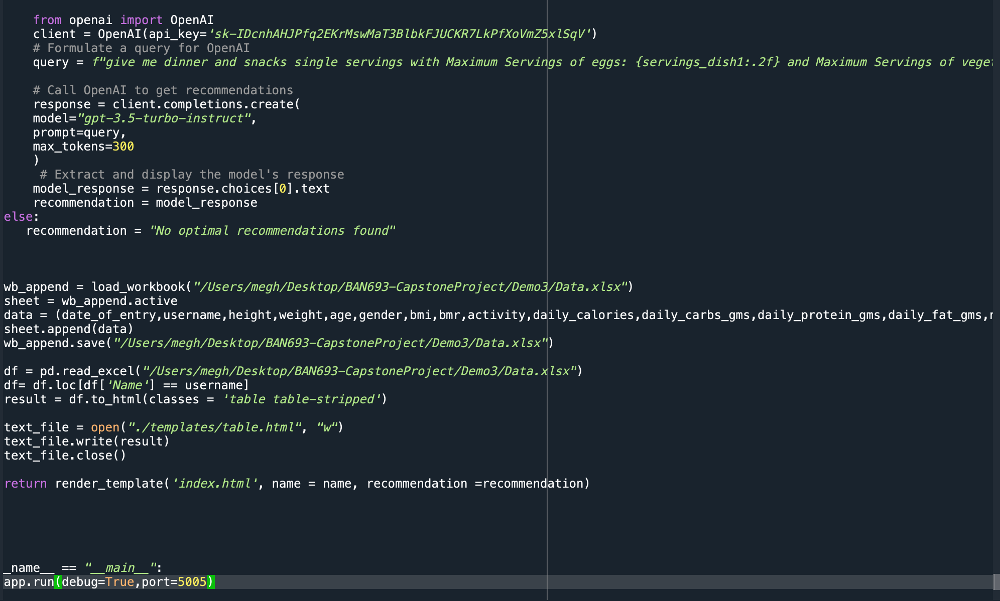 from openai import OpenAI
client = OpenAI(api_key='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')
# Formulate a query for OpenAI
query = f"give me dinner and snacks single servings with Maximum Servings of eggs: {servings_dish1:.2f} and Maximum Servings of veget
# Call OpenAI to get recommendations
response = client.completions.create(
model="gpt-3.5-turbo-instruct",
prompt=query,
max_tokens=300
)
# Extract and display the model's response
model_response = response.choices[0].text
recommendation = model_response
else:
recommendation = "No optimal recommendations found"
wb_append = load_workbook("/Users/megh/Desktop/BAN693-CapstoneProject/Demo3/Data.xlsx")
sheet = wb_append.active
data = (date_of_entry,username,height,weight,age,gender,bmi,bmr,activity,daily_calories,daily_carbs_gms,daily_protein_gms,daily_fat_gms,
sheet.append(data)
wb_append.save("/Users/megh/Desktop/BAN693-CapstoneProject/Demo3/Data.xlsx")
df = pd.read_excel("/Users/megh/Desktop/BAN693-CapstoneProject/Demo3/Data.xlsx")
df= df.loc[df['Name'] == username]
result = df.to_html(classes = 'table table-stripped')
text_file = open("./templates/table.html", "w")
text_file.write(result)
text_file.close()
return render_template('index.html', name = name, recommendation =recommendation)
_name__ == "__main__":
app.run(debug=True,port=5005)